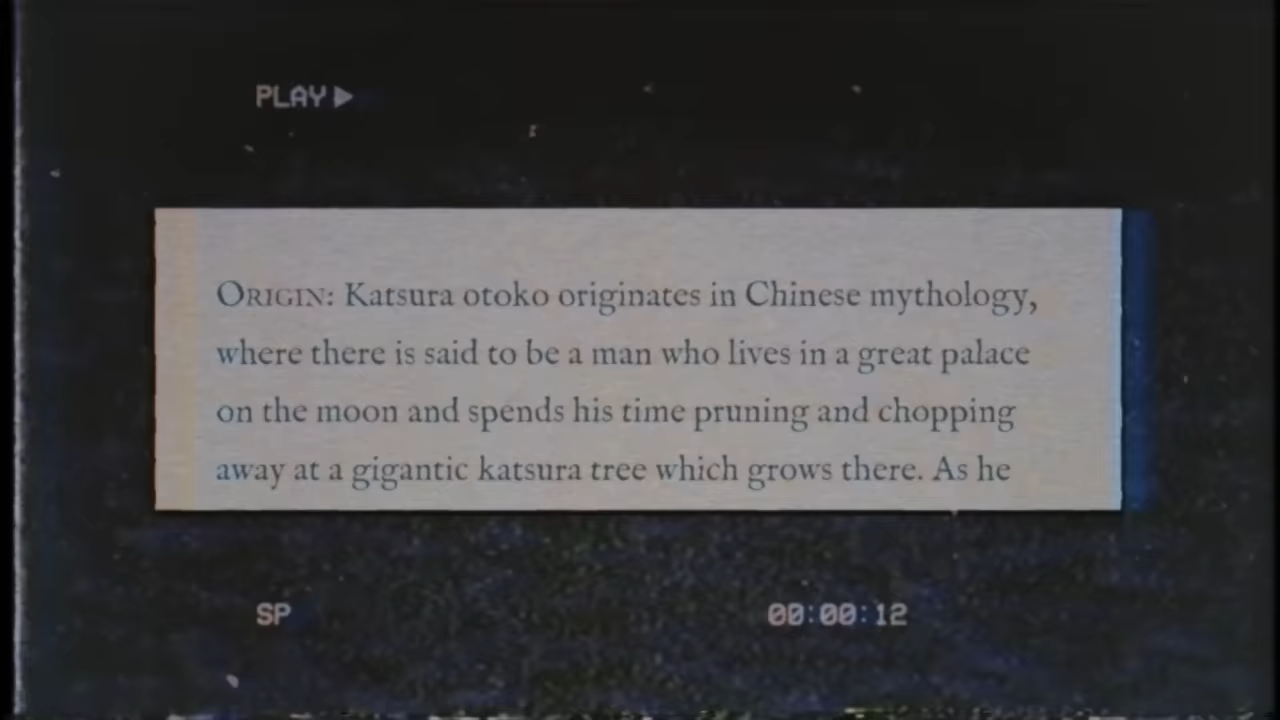 PLAY ▶
ORIGIN: Katsura otoko originates in Chinese mythology,
where there is said to be a man who lives in a great palace
on the moon and spends his time pruning and chopping
away at a gigantic katsura tree which grows there. As he
SP
00:00:12